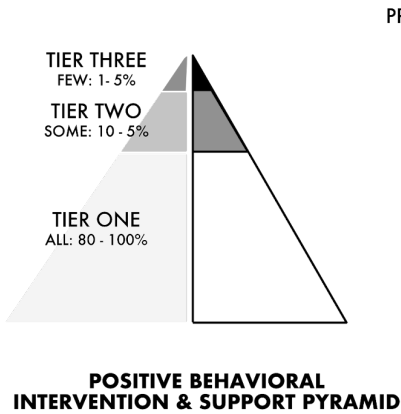 TIER THREE
FEW: 1- 5%
TIER TWO
SOME: 10 - 5%
TIER ONE
ALL: 80 - 100%
POSITIVE BEHAVIORAL
INTERVENTION & SUPPORT PYRAMID